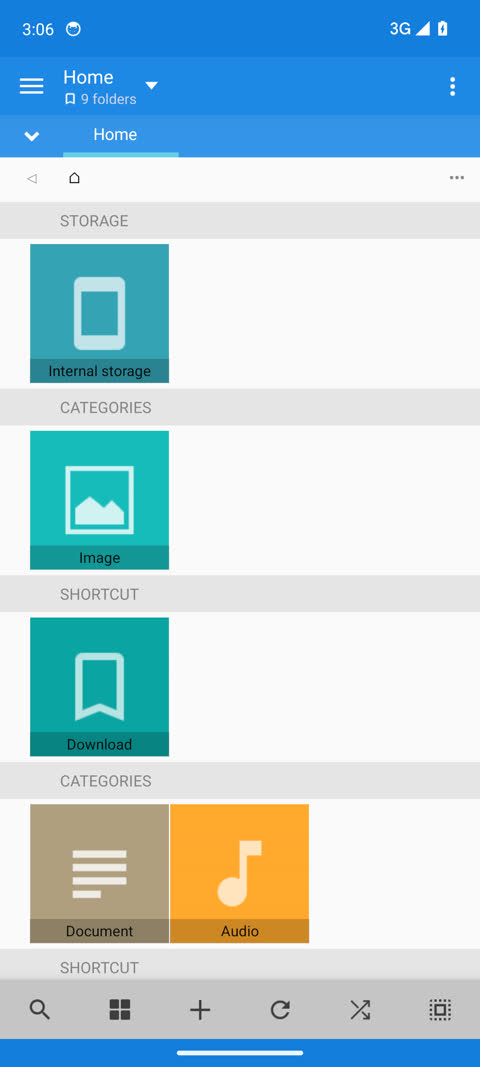 3:06
3G
Home
9 folders
Home
STORAGE
Internal storage
CATEGORIES
Image
SHORTCUT
Download
CATEGORIES
Document
Audio
SHORTCUT